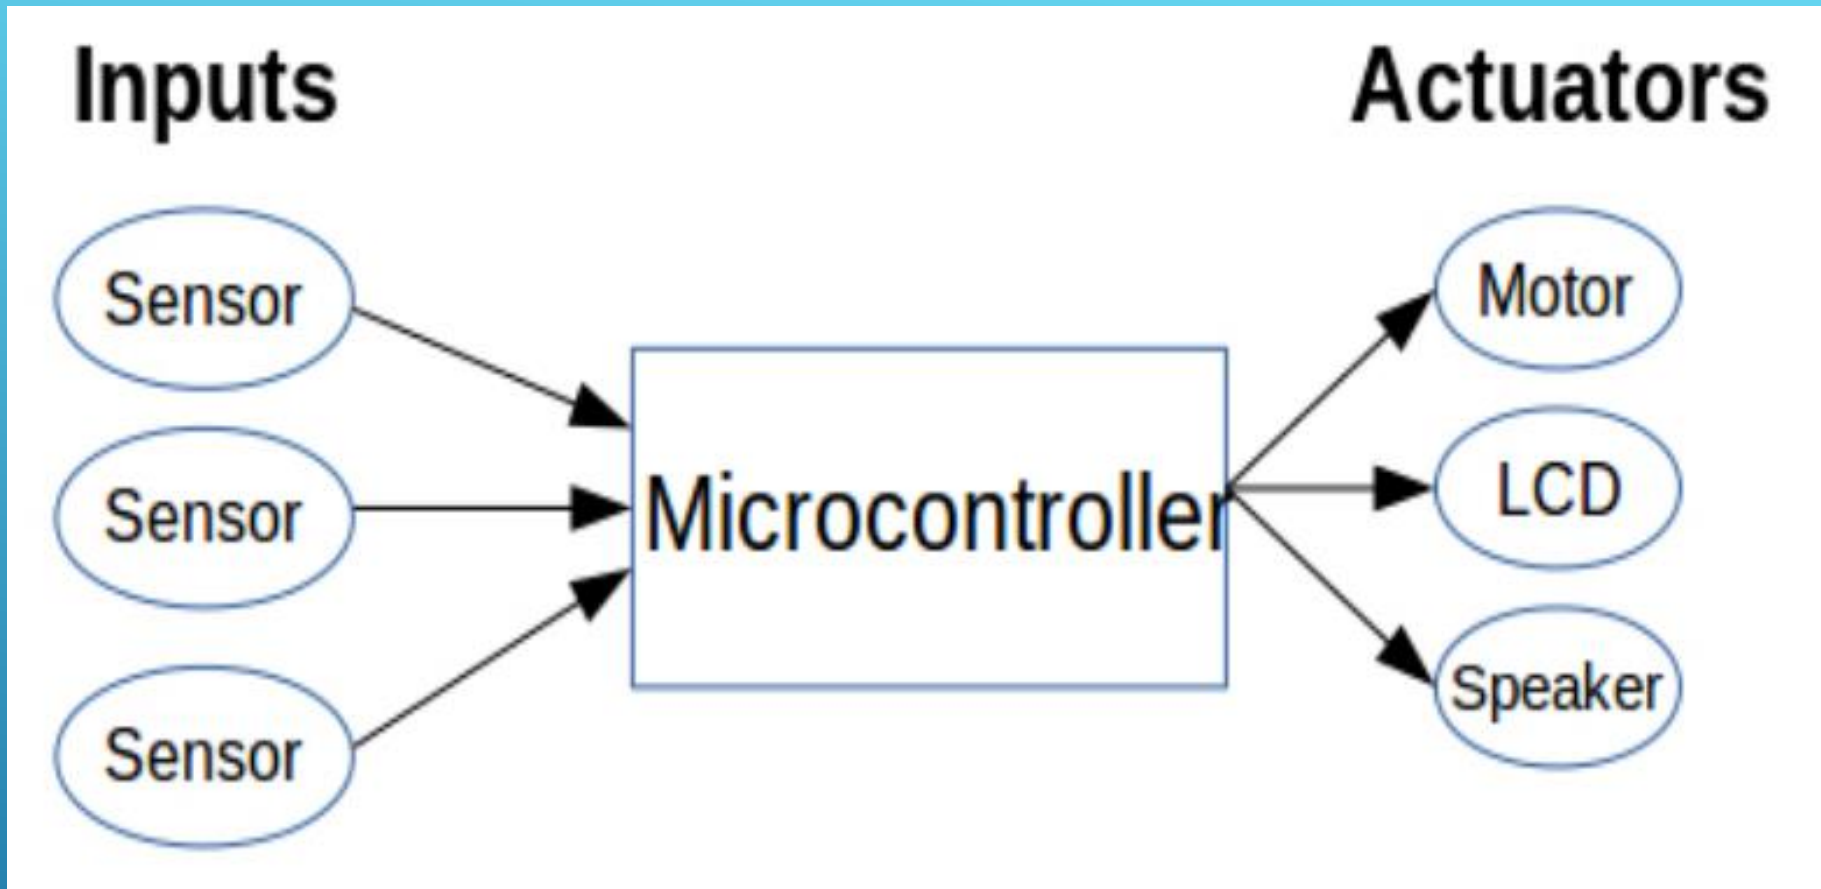 Inputs
Actuators
Sensor
Sensor
Sensor
Microcontroller
Motor
LCD
Speaker